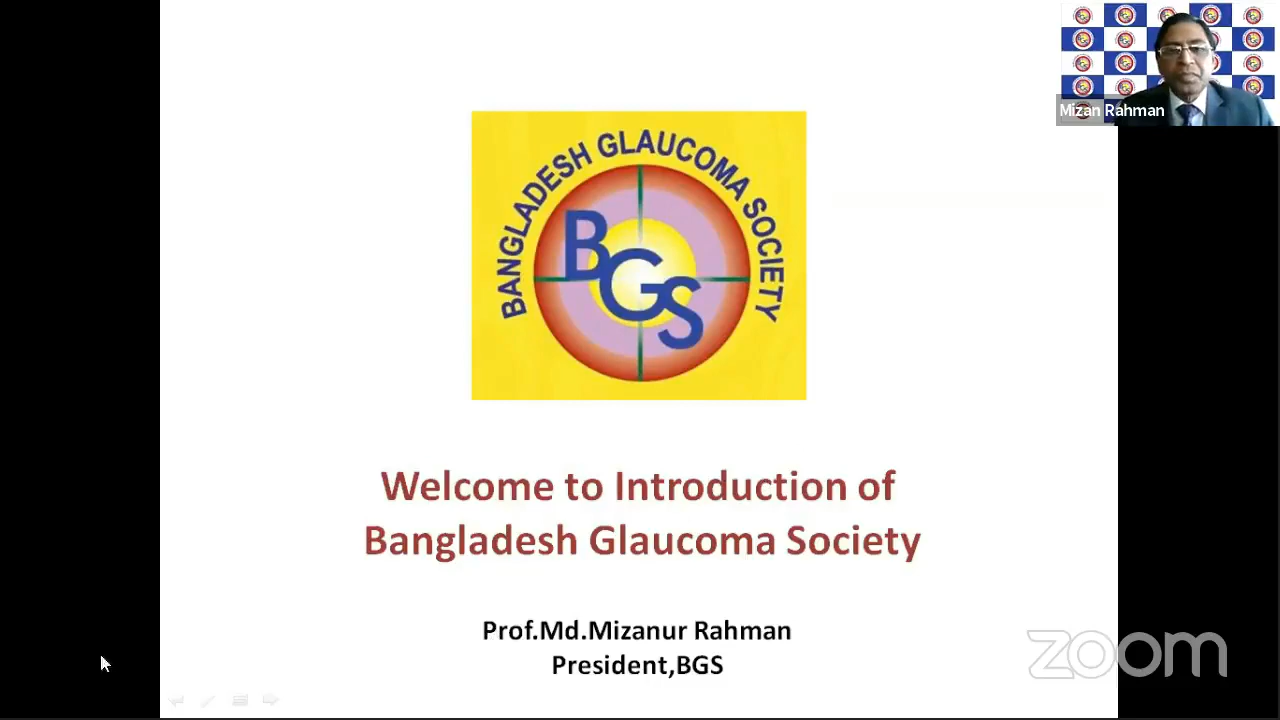 Mizan Rahman
BANGLADESH GLAUCOMA SOCIETY
BGS
Welcome to Introduction of
Bangladesh Glaucoma Society
Prof.Md.Mizanur Rahman
President,BGS
zoom